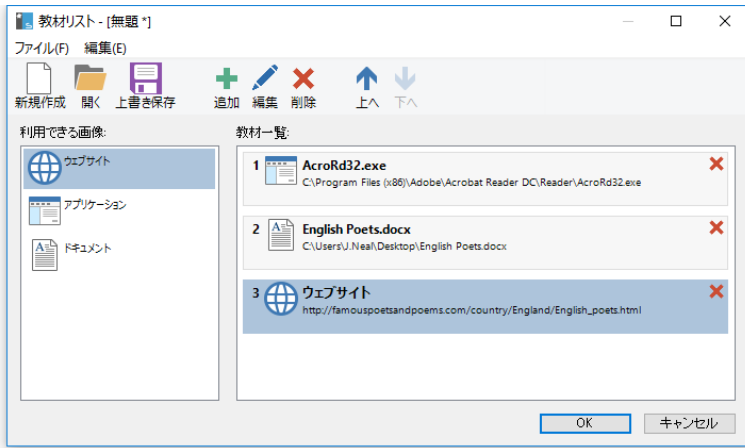 教材リスト - [無題 *]
ファイル(F) 編集(E)
新規作成 開く 上書き保存 追加 編集 削除 上へ 下へ
利用できる画像:
ウェブサイト
アプリケーション
ドキュメント
教材一覧:
1 AcroRd32.exe
C:\Program Files (x86)\Adobe\Acrobat Reader DC\Reader\AcroRd32.exe
2 English Poets.docx
C:\Users\J.Neal\Desktop\English Poets.docx
3 ウェブサイト
http://famouspoetsandpoems.com/country/England/English_poets.html
OK キャンセル